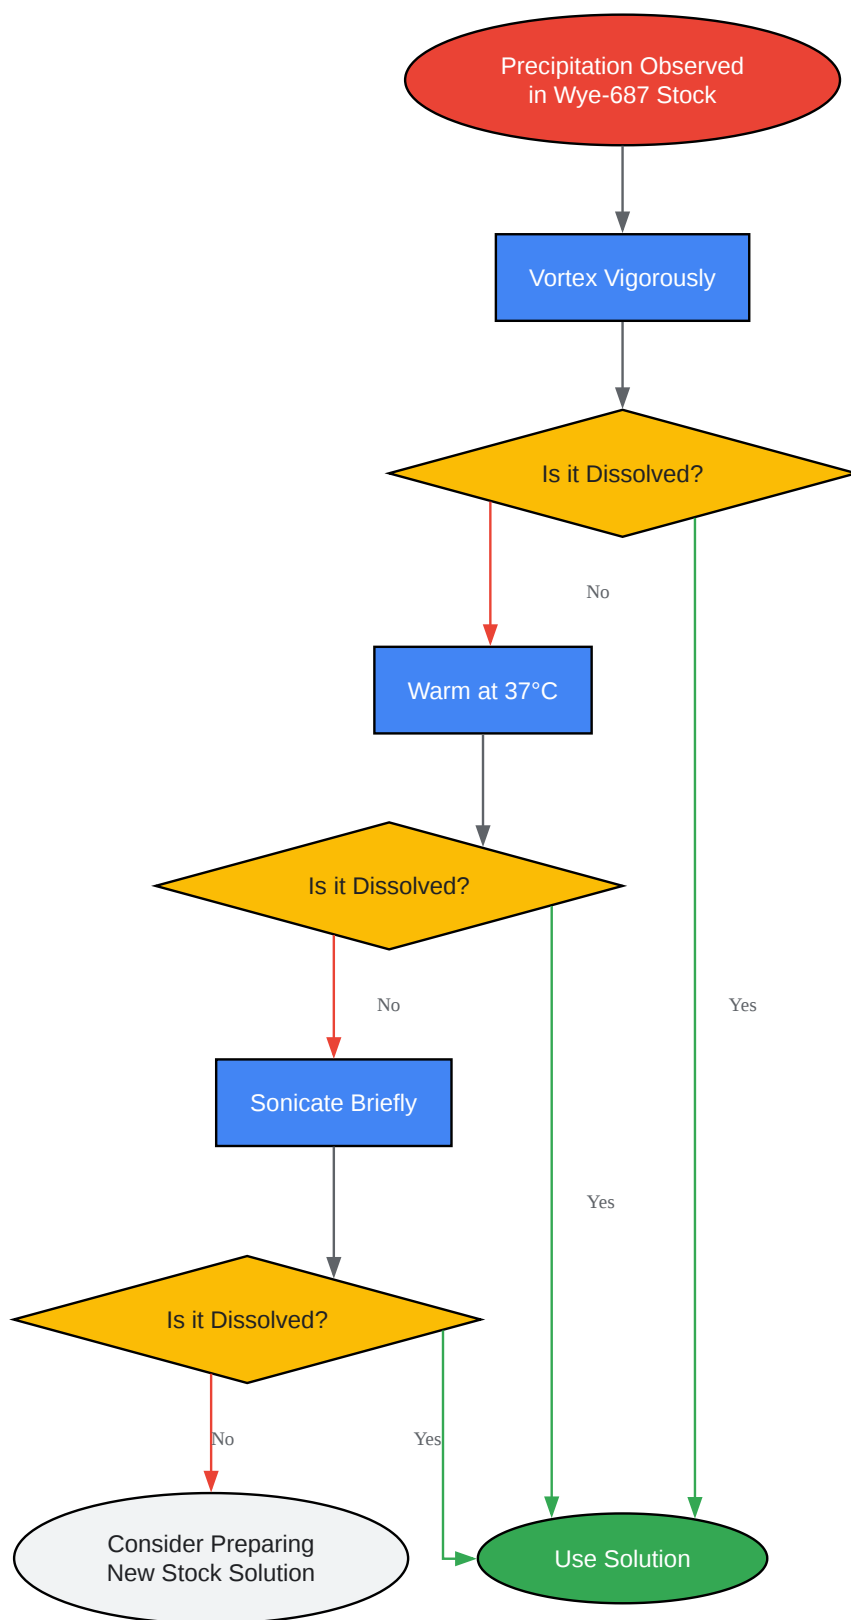 Precipitation Observed
in Wye-687 Stock
Vortex Vigorously
Is it Dissolved?
No
Warm at 37°C
Is it Dissolved?
No
Yes
Sonicate Briefly
Yes
Is it Dissolved?
No
Yes
Consider Preparing
New Stock Solution
Use Solution